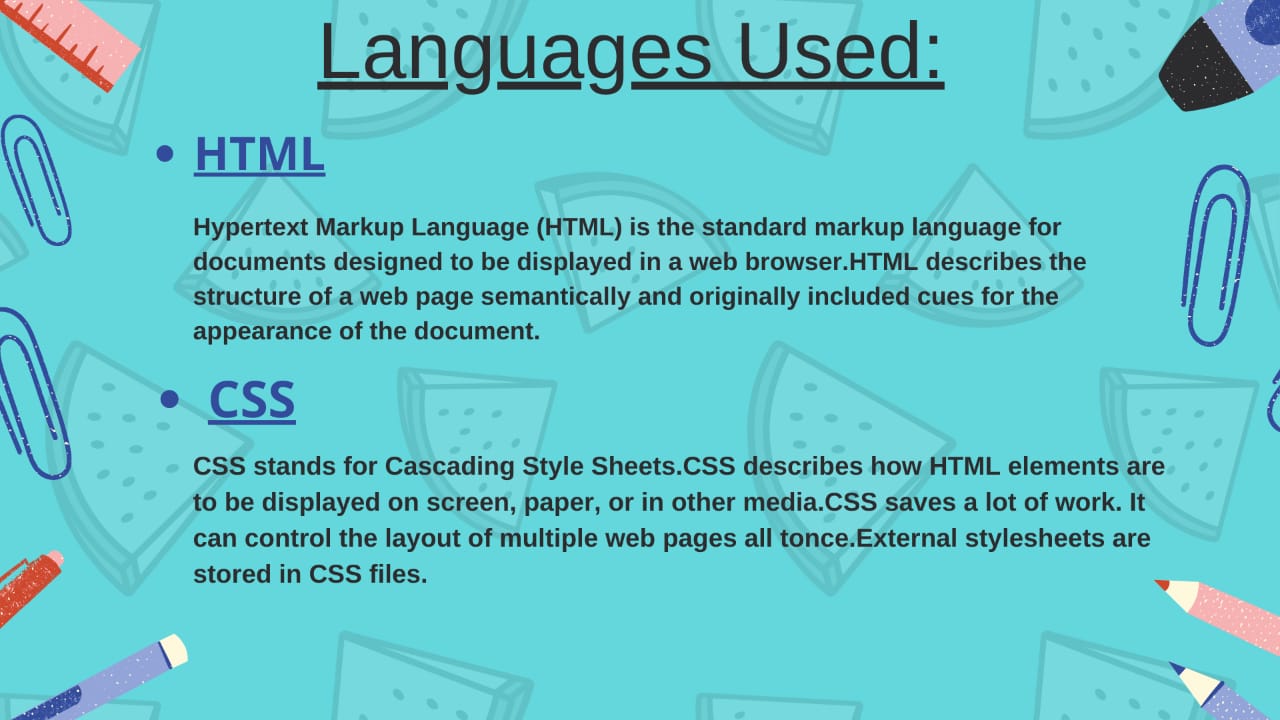 Languages Used:
• HTML
Hypertext Markup Language (HTML) is the standard markup language for
documents designed to be displayed in a web browser.HTML describes the
structure of a web page semantically and originally included cues for the
appearance of the document.
• CSS
CSS stands for Cascading Style Sheets.CSS describes how HTML elements are
to be displayed on screen, paper, or in other media.CSS saves a lot of work. It
can control the layout of multiple web pages all tonce.External stylesheets are
stored in CSS files.